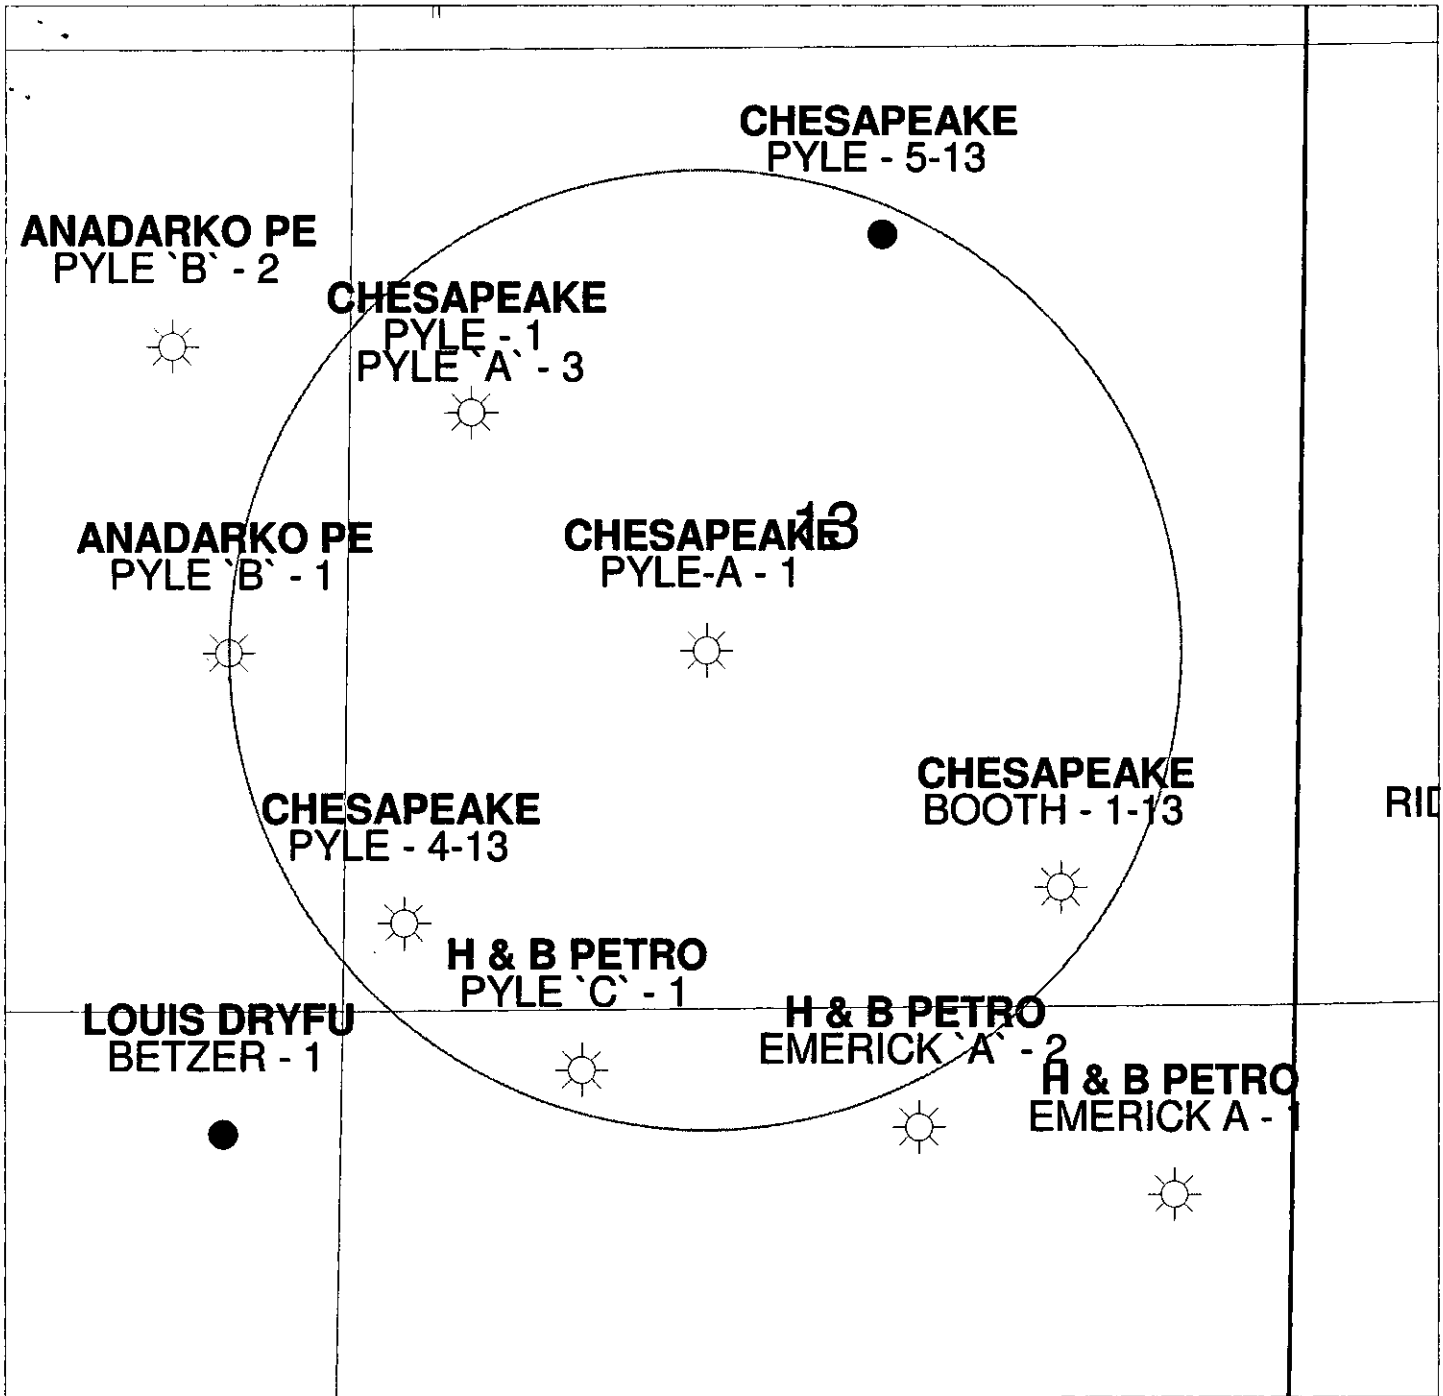 CHESAPEAKE
PYLE - 5-13
ANADARKO PE
PYLE `B` - 2
CHESAPEAKE
PYLE - 1
PYLE `A` - 3
13
ANADARKO PE
PYLE `B` - 1
CHESAPEAKE
PYLE-A - 1
CHESAPEAKE
BOOTH - 1-13
RID
CHESAPEAKE
PYLE - 4-13
H & B PETRO
PYLE `C` - 1
LOUIS DRYFU
BETZER - 1
H & B PETRO
EMERICK `A` - 2
H & B PETRO
EMERICK A - 1